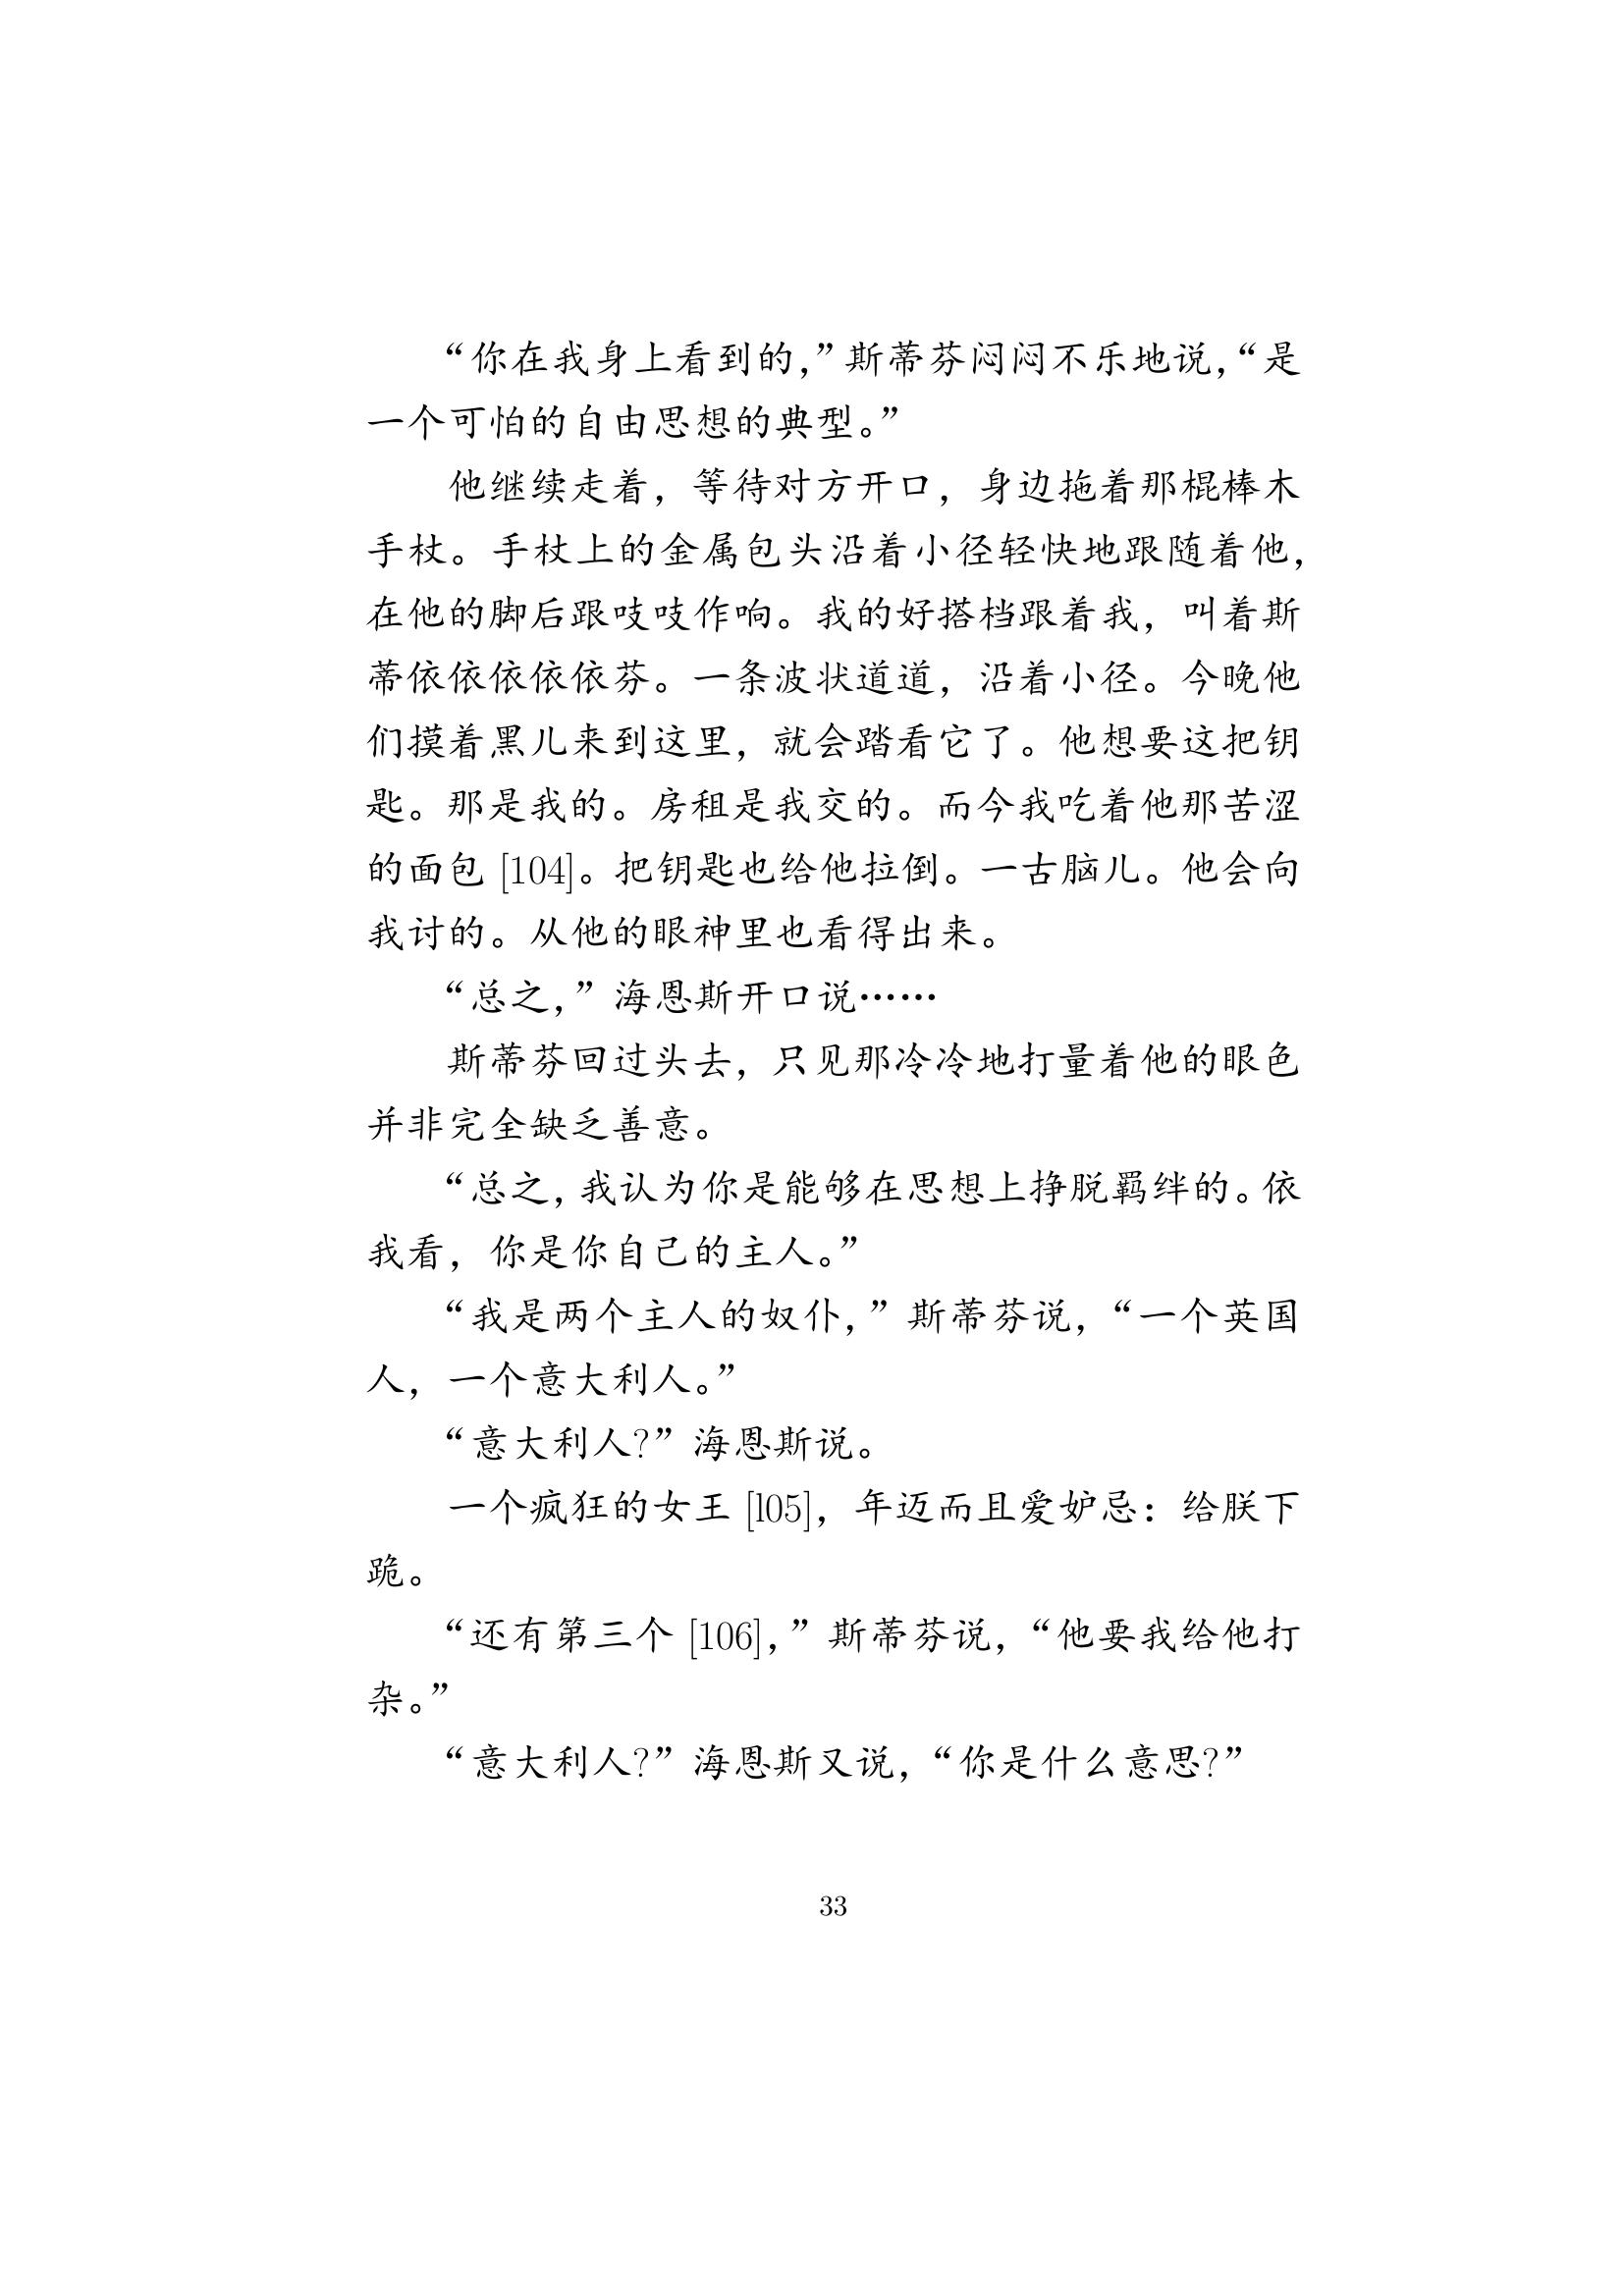 “你在我身上看到的，”斯蒂芬闷闷不乐地说，“是
一个可怕的自由思想的典型。”
他继续走着，等待对方开口，身边拖着那棍棒木
手杖。手杖上的金属包头沿着小径轻快地跟随着他，
在他的脚后跟吱吱作响。我的好搭档跟着我，叫着斯
蒂依依依依依芬。一条波状道道，沿着小径。今晚他
们摸着黑儿来到这里，就会踏看它了。他想要这把钥
匙。那是我的。房租是我交的。而今我吃着他那苦涩
的面包 [104]。把钥匙也给他拉倒。一古脑儿。他会向
我讨的。从他的眼神里也看得出来。
“总之，”海恩斯开口说……
斯蒂芬回过头去，只见那冷冷地打量着他的眼色
并非完全缺乏善意。
“总之，我认为你是能够在思想上挣脱羁绊的。依
我看，你是你自己的主人。”
“我是两个主人的奴仆，”斯蒂芬说，“一个英国
人，一个意大利人。”
“意大利人？”海恩斯说。
一个疯狂的女王 [l05]，年迈而且爱妒忌：给朕下
跪。
“还有第三个 [106]，”斯蒂芬说，“他要我给他打
杂。”
“意大利人？”海恩斯又说，“你是什么意思？”
33